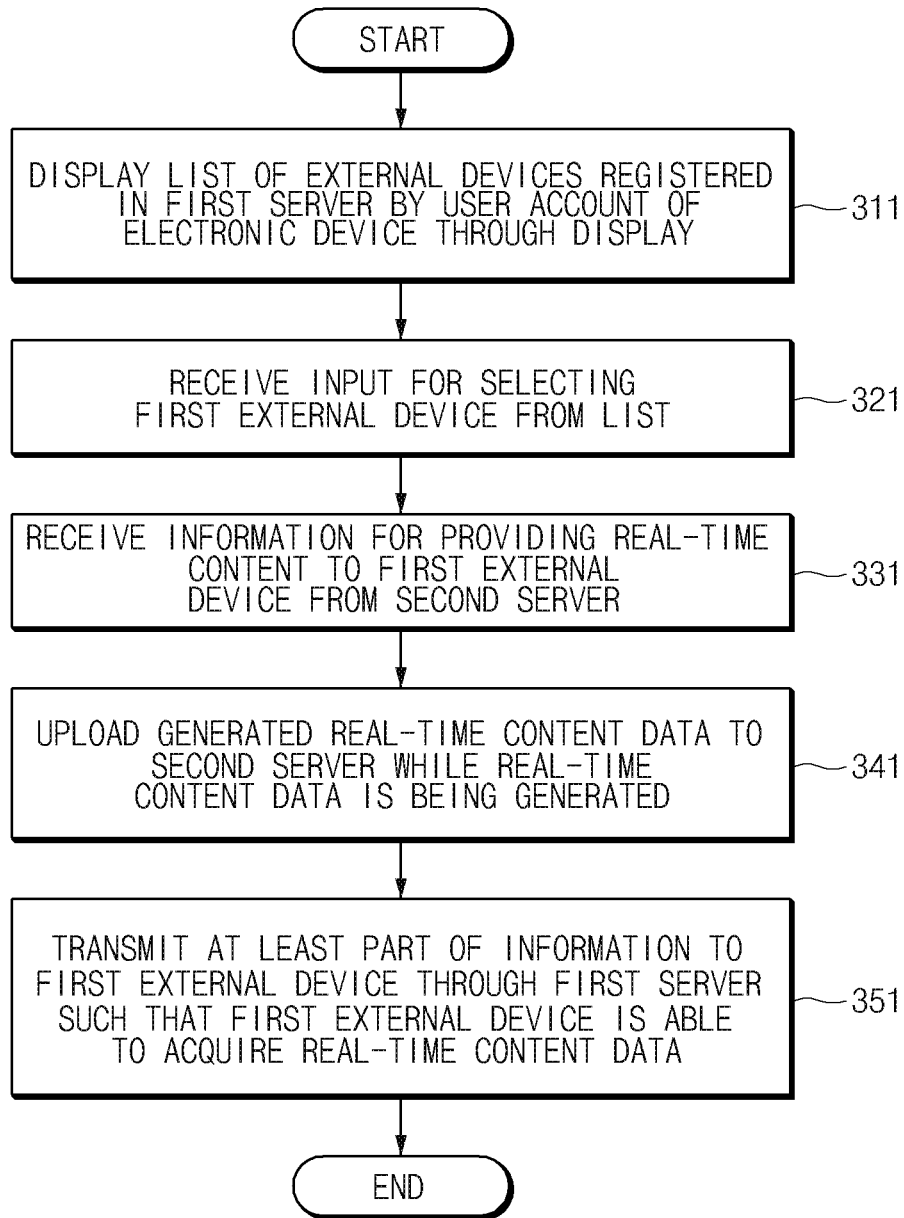 START
DISPLAY LIST OF EXTERNAL DEVICES REGISTERED
IN FIRST SERVER BY USER ACCOUNT OF
ELECTRONIC DEVICE THROUGH DISPLAY
311
RECEIVE INPUT FOR SELECTING
FIRST EXTERNAL DEVICE FROM LIST
321
RECEIVE INFORMATION FOR PROVIDING REAL-TIME
CONTENT TO FIRST EXTERNAL
DEVICE FROM SECOND SERVER
331
UPLOAD GENERATED REAL-TIME CONTENT DATA TO
SECOND SERVER WHILE REAL-TIME
CONTENT DATA IS BEING GENERATED
341
TRANSMIT AT LEAST PART OF INFORMATION TO
FIRST EXTERNAL DEVICE THROUGH FIRST SERVER
SUCH THAT FIRST EXTERNAL DEVICE IS ABLE
TO ACQUIRE REAL-TIME CONTENT DATA
351
END